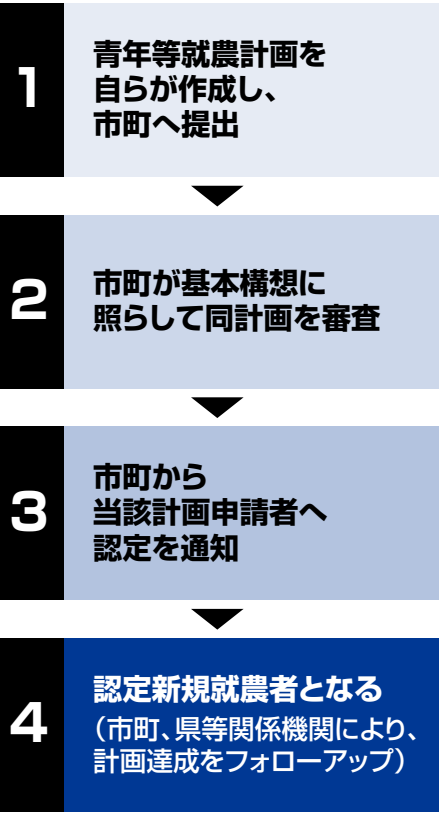 1
青年等就農計画を
自らが作成し、
市町へ提出
2
市町が基本構想に
照らして同計画を審査
3
市町から
当該計画申請者へ
認定を通知
4
認定新規就農者となる
（市町、県等関係機関により、
計画達成をフォローアップ）